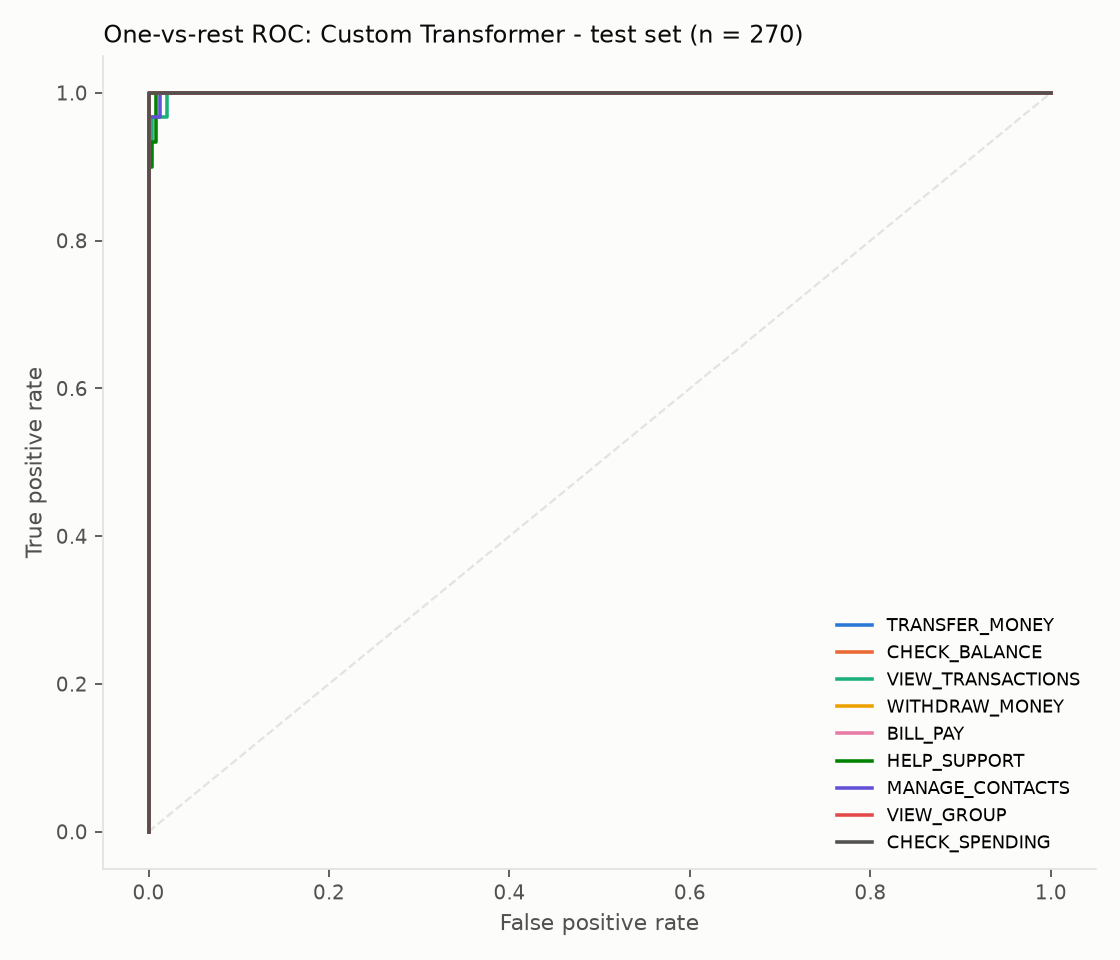 One-vs-rest ROC: Custom Transformer - test set (n = 270)
1.0
0.8
0.6
0.4
0.2
0.0
True positive rate
0.0 0.2 0.4 0.6 0.8 1.0
False positive rate
TRANSFER_MONEY
CHECK_BALANCE
VIEW_TRANSACTIONS
WITHDRAW_MONEY
BILL_PAY
HELP_SUPPORT
MANAGE_CONTACTS
VIEW_GROUP
CHECK_SPENDING